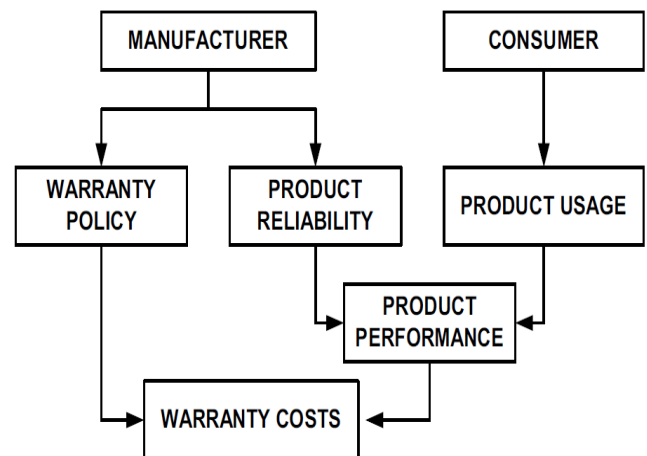 MANUFACTURER
CONSUMER
WARRANTY
POLICY
PRODUCT
RELIABILITY
PRODUCT USAGE
PRODUCT
PERFORMANCE
WARRANTY COSTS